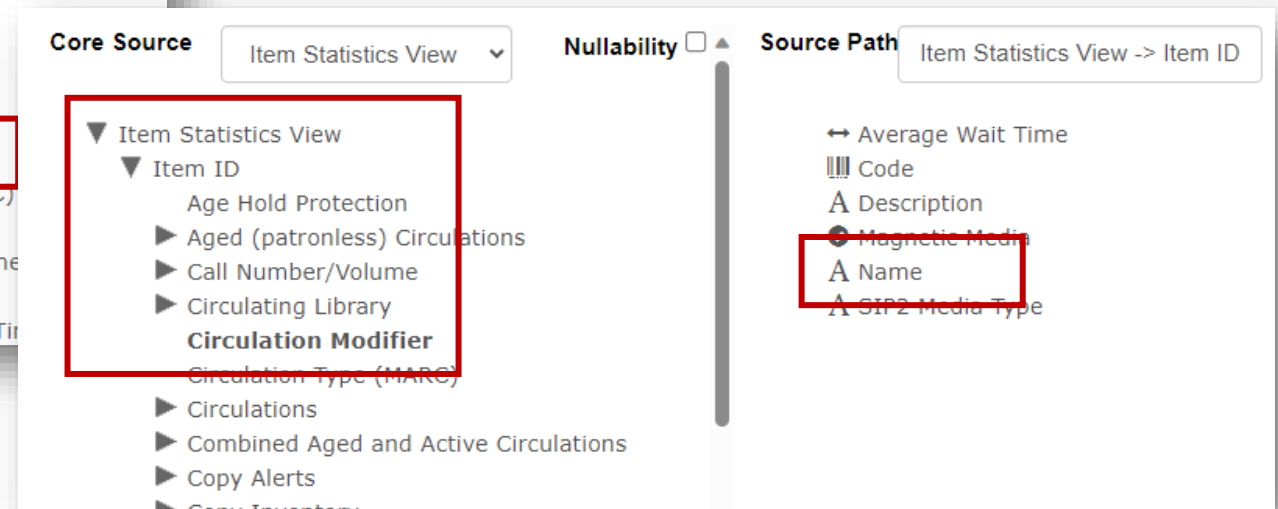 Core Source
Item Statistics View
Nullability
Source Path
Item Statistics View -> Item ID
Item Statistics View
Item ID
Age Hold Protection
Aged (patronless) Circulations
Call Number/Volume
Circulating Library
Circulation Modifier
Circulation Type (MARC)
Circulations
Combined Aged and Active Circulations
Copy Alerts
Copy Inventory
Average Wait Time
Code
A Description
Magnetic Media
A Name
A SIP2 Media Type